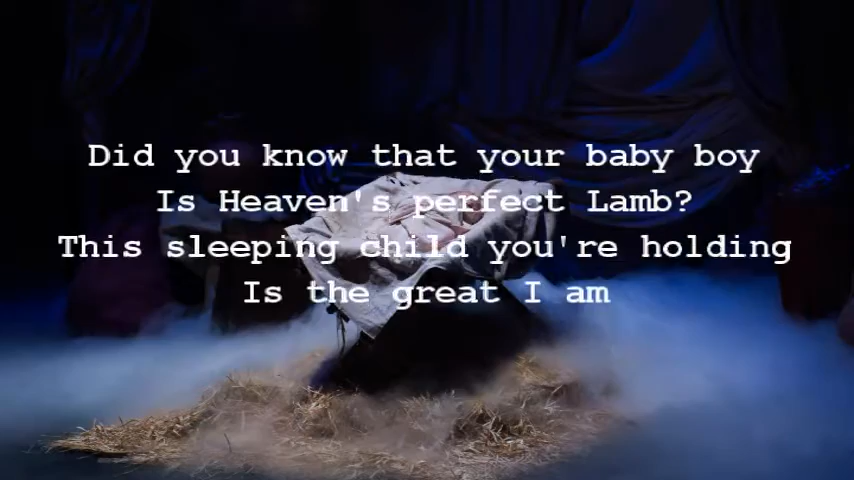 Did you know that your baby boy
Is Heaven's perfect Lamb?
This sleeping child you're holding
Is the great I am